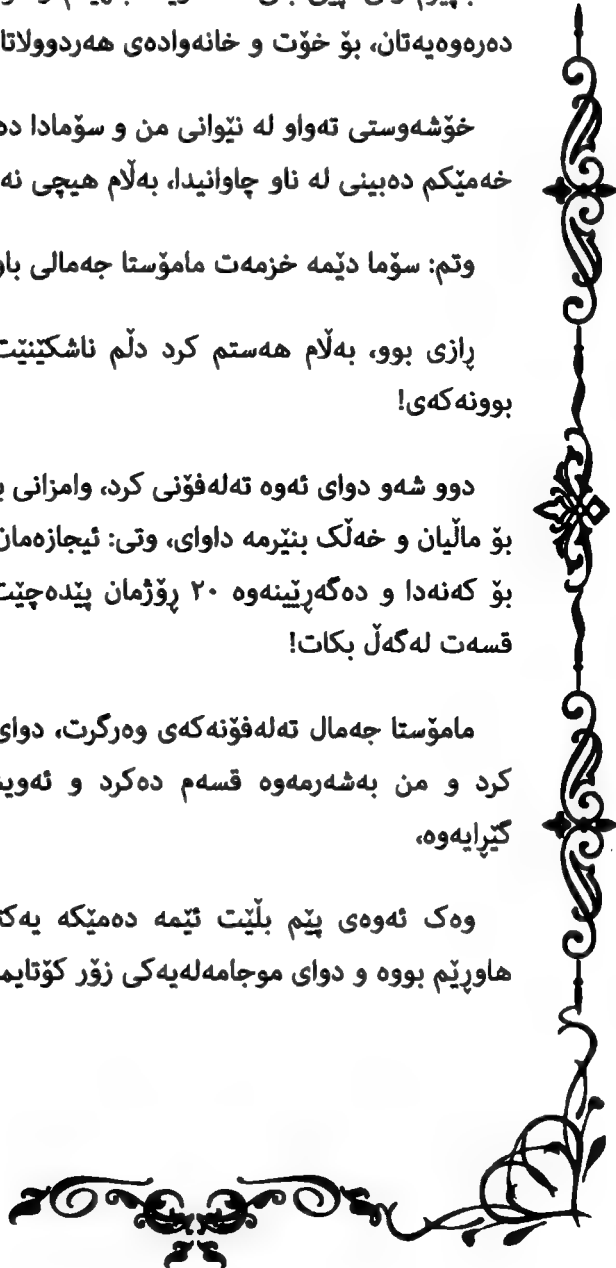 دەرەوەیەتان، بۆ خۆت و خانەوادەی هەردوولاتا
خۆشەوستی تەواو لە نێوانی من و سۆمادا دە
خەمێکم دەبینی لە ناو چاوانیدا، بەڵام هیچی نە
وتم: سۆما دێمە خزمەت مامۆستا جەمالی باو
ڕازی بوو، بەڵام هەستم کرد دڵم ناشکێنێت
بوونەکەی!
دوو شەو دوای ئەوە تەلەفۆنی کرد، وامزانی ب
بۆ ماڵیان و خەڵک بنێرمە داوای، وتی: ئیجازەمان
بۆ کەنەدا و دەگەڕێینەوە ٢٠ ڕۆژمان پێدەچێت
قسەت لەگەڵ بکات!
مامۆستا جەمال تەلەفۆنەکەی وەرگرت، دوای
کرد و من بەشەرمەوە قسەم دەکرد و ئەوی
گێڕایەوە،
وەک ئەوەی پێم بڵێت ئێمە دەمێکە یەکت
هاوڕێم بووە و دوای موجامەلەیەکی زۆر کۆتایم